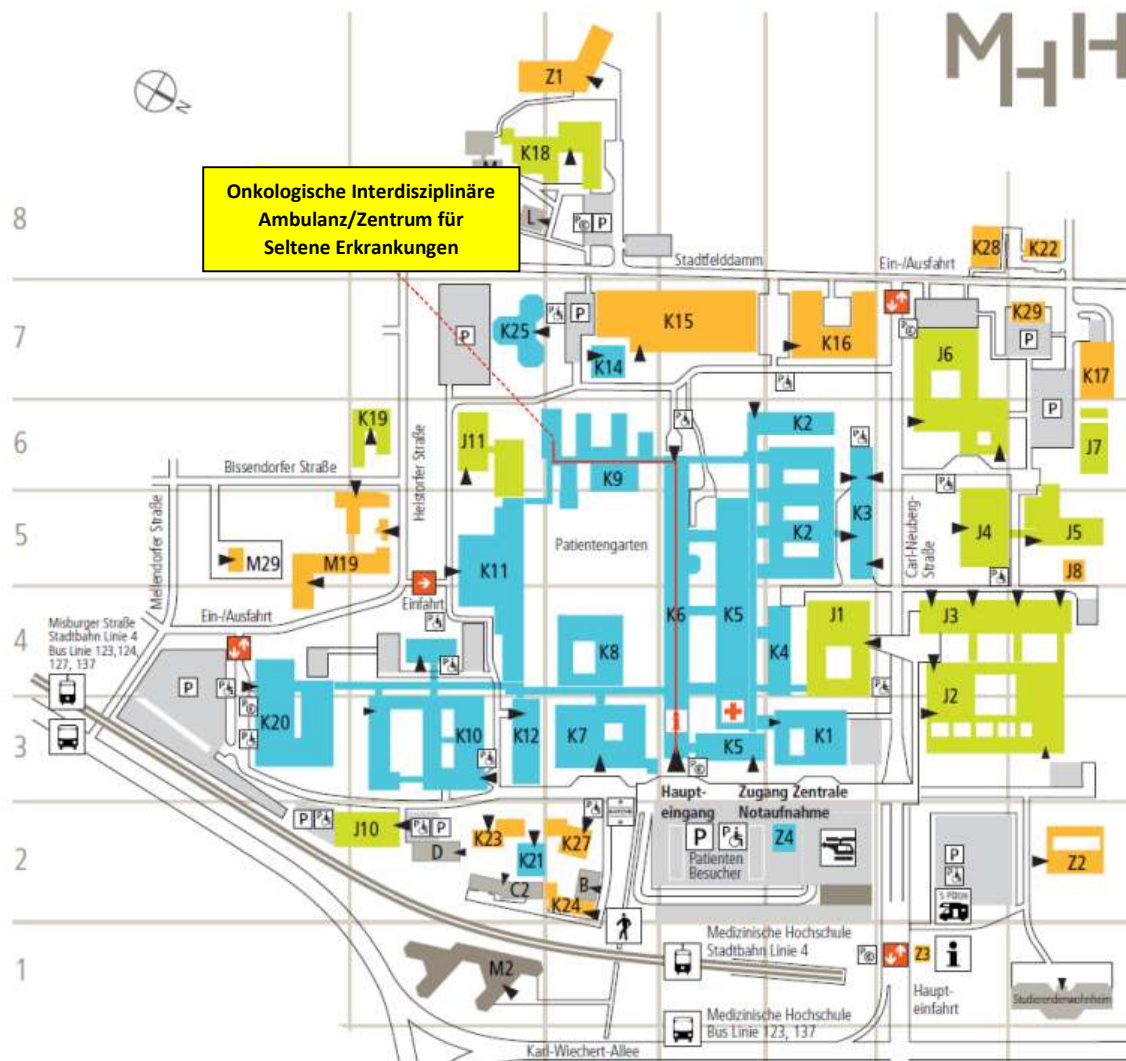 MHH
Z1
N
K18
Onkologische Interdisziplinäre
Ambulanz/Zentrum für
Seltene Erkrankungen
8
L
P
Stadtfelddamm
Ein-/Ausfahrt
K28
K22
7
P
K25
P
K15
K14
K16
K29
P
J6
K17
6
K19
J11
K2
P
J7
Bissendorfer Straße
Helstorfer Straße
K9
5
Mellendorfer Straße
M29
M19
K11
Patientengarten
K2
K3
Carl-Neuberg-
Straße
J4
J5
J8
Einfahrt
Ein-/Ausfahrt
4
Misburger Straße
Stadtbahn Linie 4
Bus Linie 123,124,
127, 137
K8
K6
K5
K4
J1
J3
J2
P
K20
3
K10
K12
K7
K5
K1
Haupt-
eingang
Zugang Zentrale
Notaufnahme
2
P
J10
P
D
K23
K21
K27
C2
B
K24
P
Patienten
Besucher
Z4
P
5 Plätze
Z2
1
M2
Medizinische Hochschule
Stadtbahn Linie 4
Z3
i
Haupt-
einfahrt
Studierendenwohnheim
Medizinische Hochschule
Bus Linie 123, 137
Karl-Wiechert-Allee